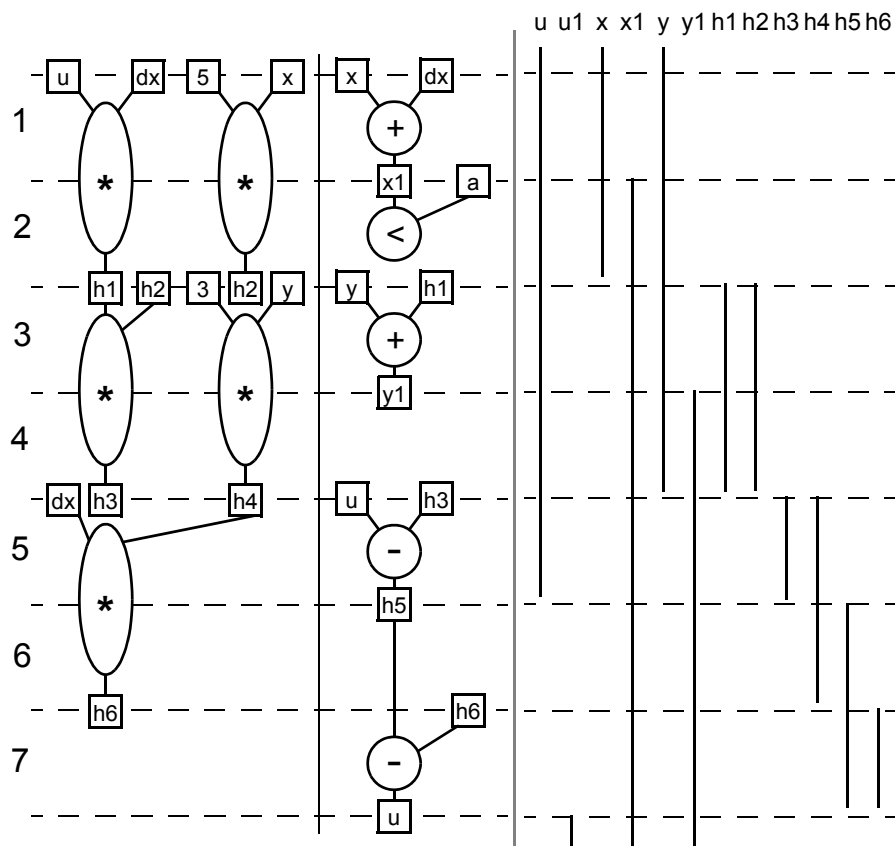 u u1 x x1 y y1 h1 h2 h3 h4 h5 h6
u dx 5 x x dx
1 +
* * x1 a
2 <
h1 h2 3 h2 y y h1
3 +
* * y1
4
dx h3 h4 u h3
5 -
* h5
6
h6 h6
7 -
u